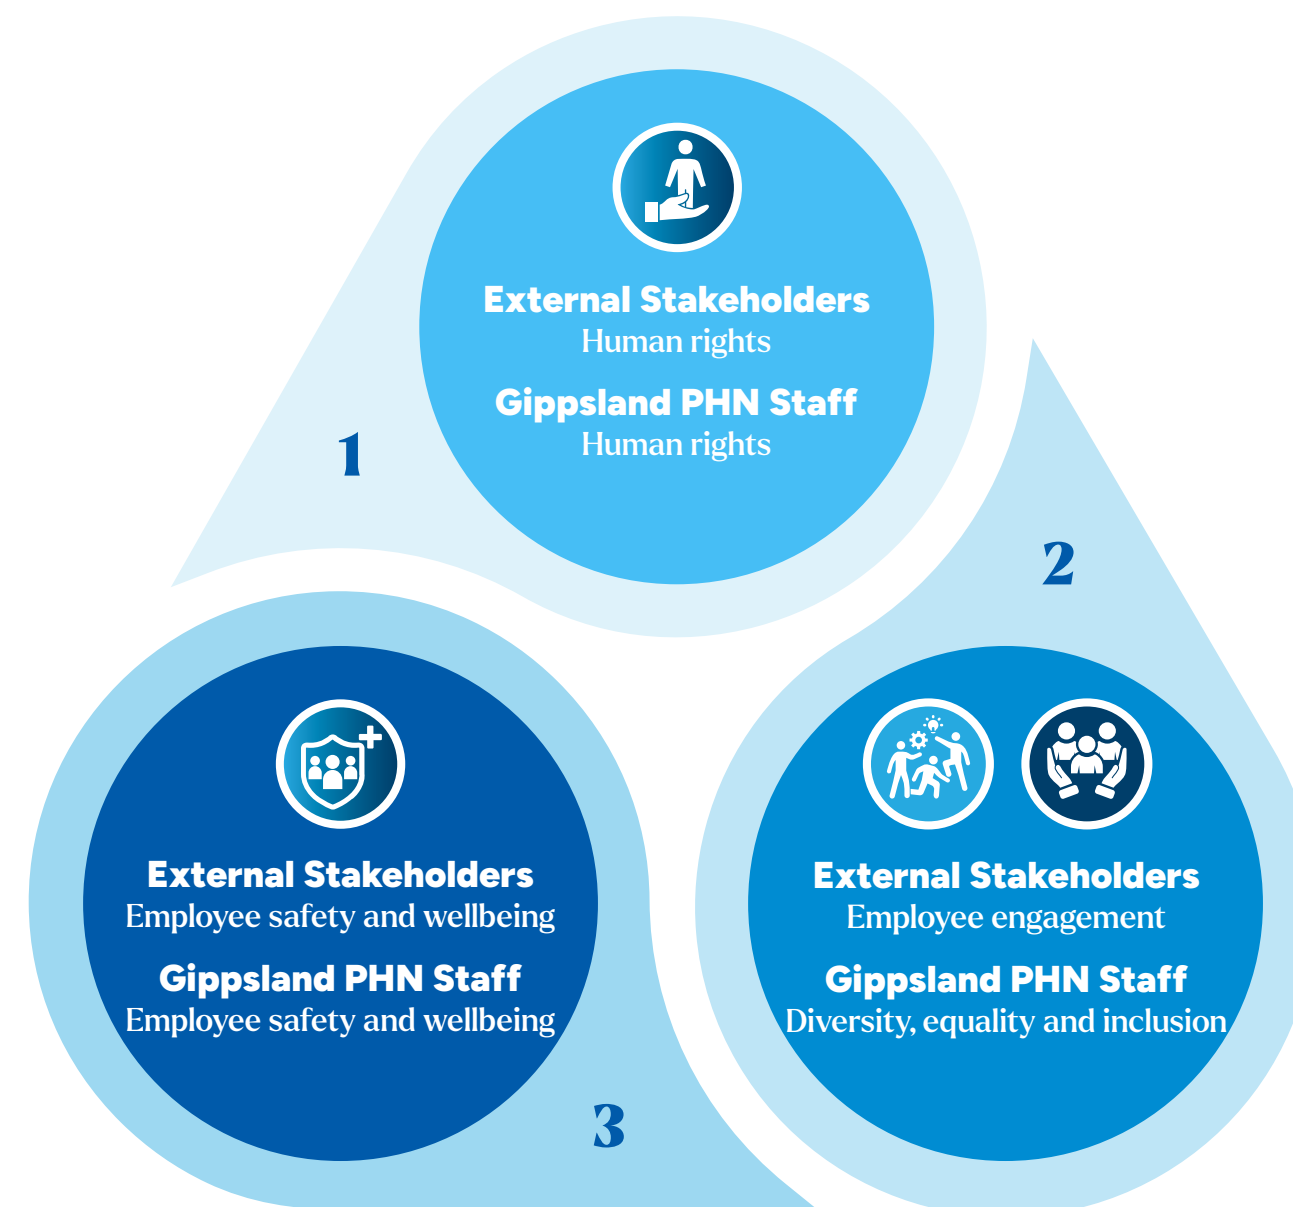 External Stakeholders
Human rights
Gippsland PHN Staff
Human rights
1
2
External Stakeholders
Employee engagement
Gippsland PHN Staff
Diversity, equality and inclusion
External Stakeholders
Employee safety and wellbeing
Gippsland PHN Staff
Employee safety and wellbeing
3